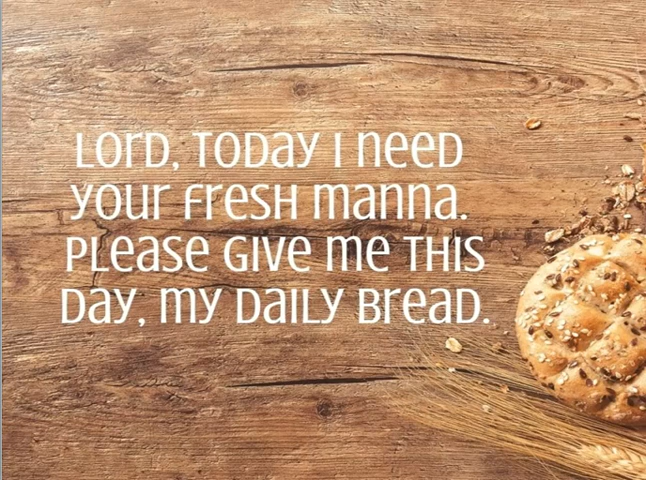 Lord, Today I need
your fresh manna.
Please give me this
day, my daily bread.